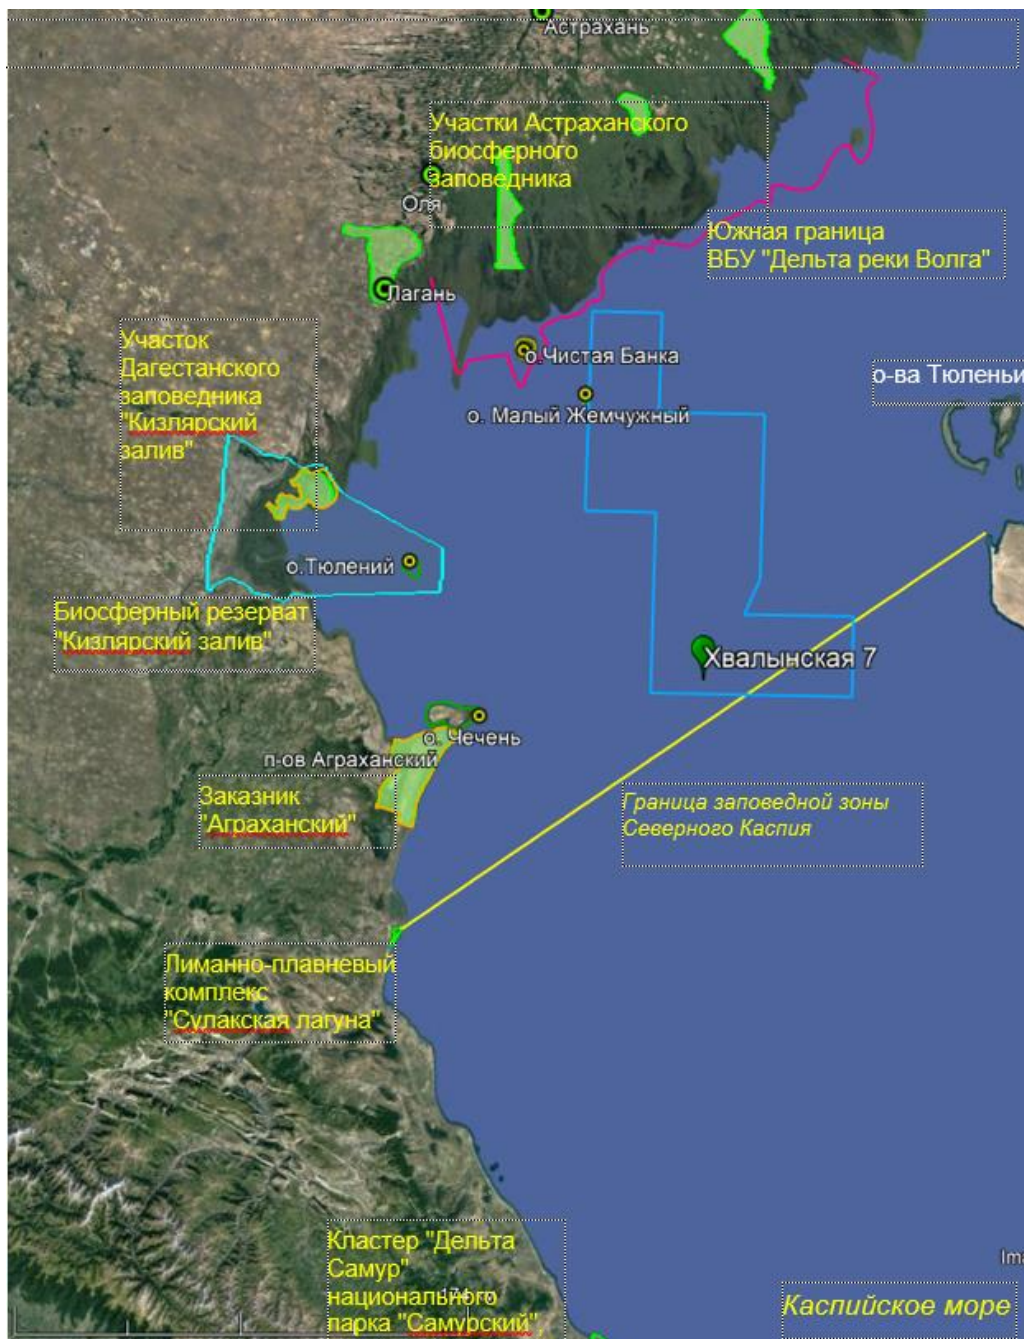 Астрахань
Участки Астраханского
биосферного
заповедника
Оля
Южная граница
ВБУ "Дельта реки Волга"
Лагань
Участок
Дагестанского
заповедника
"Кизлярский
залив"
о.Чистая Банка
о-ва Тюленьи
о. Малый Жемчужный
о.Тюлений
Биосферный резерват
"Кизлярский залив"
Хвалынская 7
о. Чечень
п-ов Аграханский
Заказник
"Аграханский"
Граница заповедной зоны
Северного Каспия
Лиманно-плавневый
комплекс
"Сулакская лагуна"
Кластер "Дельта
Самур"
национального
парка "Самурский",
Ima
Каспийское море